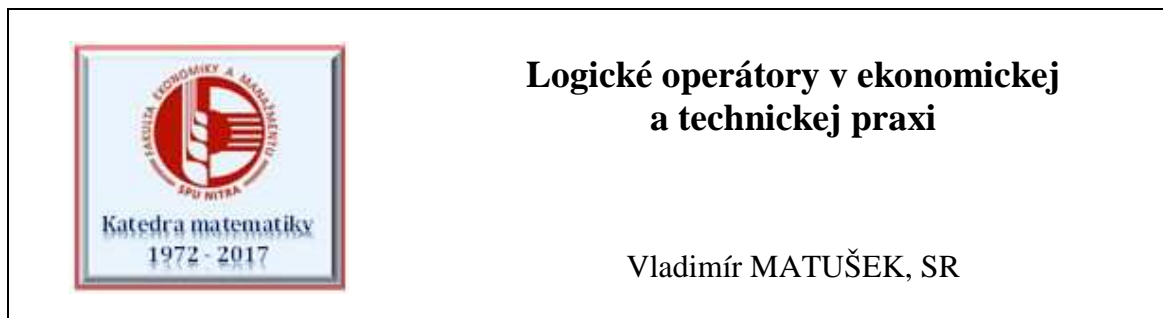 FAKULTA EKONOMIKY A MANAŽMENTU
SPU NITRA
Katedra matematiky
1972 - 2017
Logické operátory v ekonomickej
a technickej praxi
Vladimír MATUŠEK, SR